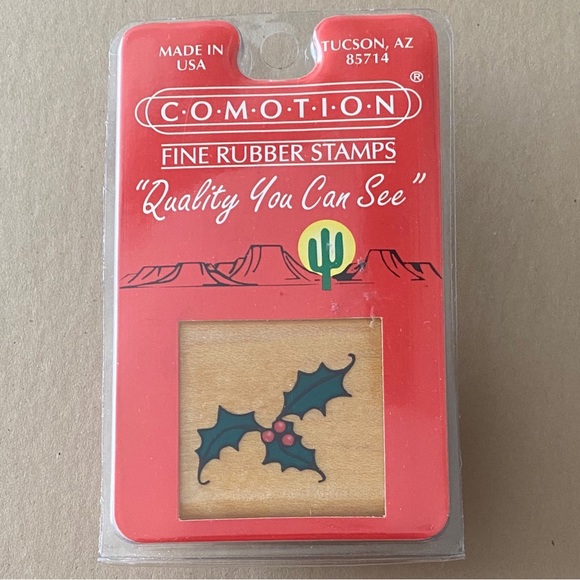 MADE IN
USA
TUCSON, AZ
85714
C·O·M·O·T·I·O·N®
FINE RUBBER STAMPS
"Quality You Can See"